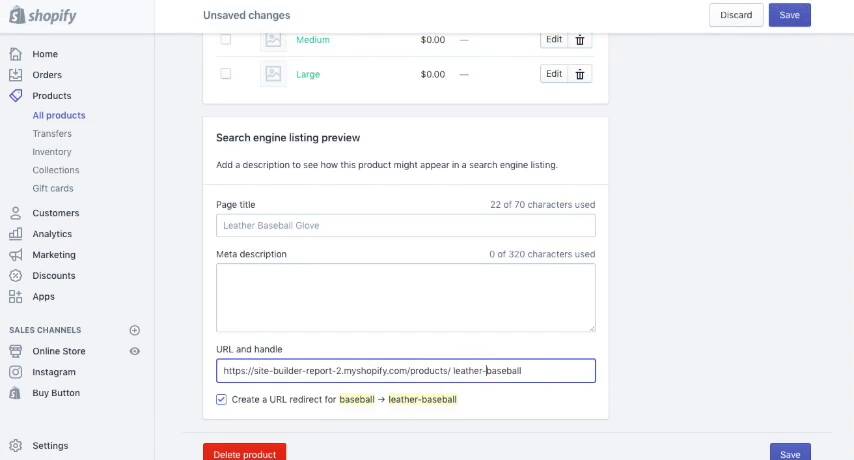 shopify
Unsaved changes
Discard
Save
Home
Orders
Products
All products
Transfers
Inventory
Collections
Gift cards
Customers
Analytics
Marketing
Discounts
Apps
SALES CHANNELS
Online Store
Instagram
Buy Button
Settings
Medium $0.00 — Edit
Large $0.00 — Edit
Search engine listing preview
Add a description to see how this product might appear in a search engine listing.
Page title 22 of 70 characters used
Leather Baseball Glove
Meta description 0 of 320 characters used
URL and handle
https://site-builder-report-2.myshopify.com/products/ leather-baseball
Create a URL redirect for baseball → leather-baseball
Delete product
Save